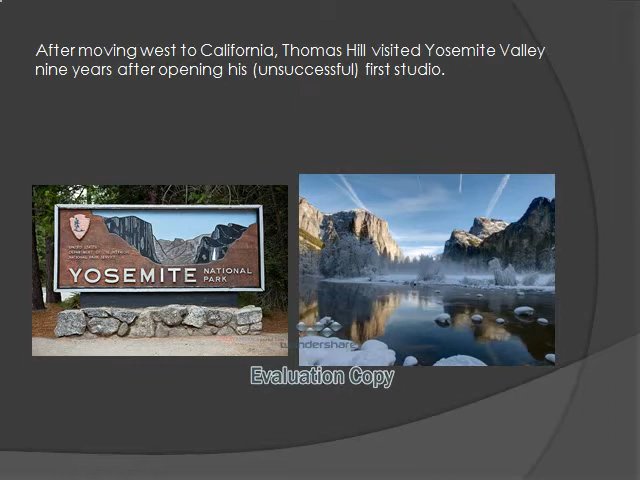 After moving west to California, Thomas Hill visited Yosemite Valley
nine years after opening his (unsuccessful) first studio.
YOSEMITE NATIONAL
PARK
wondershare
Evaluation Copy